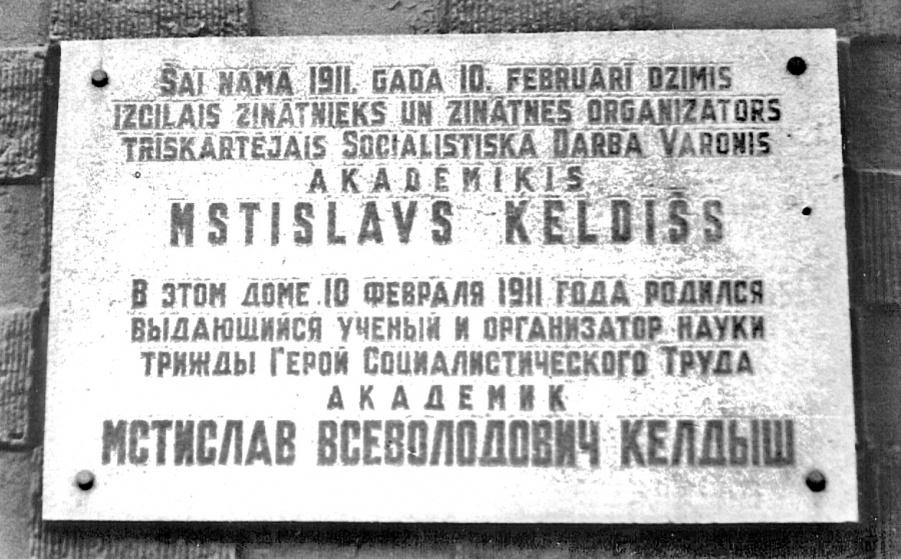 ŠAI NAMĀ 1911. GADA 10. FEBRUĀRĪ DZIMIS
IZCILAIS ZINĀTNIEKS UN ZINĀTNES ORGANIZATORS
TRĪSKĀRTĒJAIS SOCIĀLISTISKĀ DARBA VARONIS
AKADĒMIĶIS
MSTISLAVS ĶELDIŠS
В ЭТОМ ДОМЕ 10 ФЕВРАЛЯ 1911 ГОДА РОДИЛСЯ
ВЫДАЮЩИЙСЯ УЧЕНЫЙ И ОРГАНИЗАТОР НАУКИ
ТРИЖДЫ ГЕРОЙ СОЦИАЛИСТИЧЕСКОГО ТРУДА
АКАДЕМИК
МСТИСЛАВ ВСЕВОЛОДОВИЧ КЕЛДЫШ